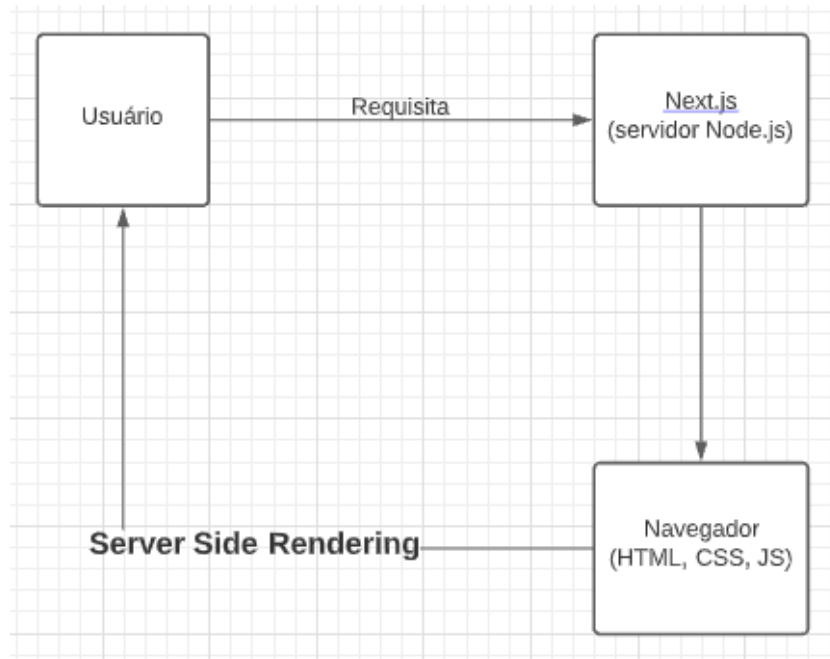 Usuário
Requisita
Next.js
(servidor Node.js)
Server Side Rendering
Navegador
(HTML, CSS, JS)